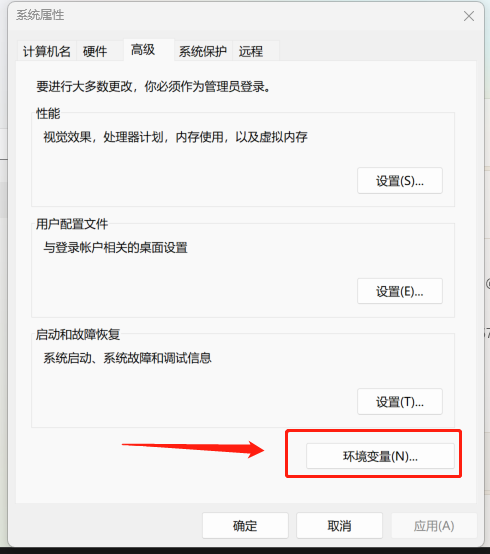 系统属性
计算机名 硬件 高级 系统保护 远程
要进行大多数更改，你必须作为管理员登录。
性能
视觉效果，处理器计划，内存使用，以及虚拟内存
设置(S)...
用户配置文件
与登录帐户相关的桌面设置
设置(E)...
启动和故障恢复
系统启动、系统故障和调试信息
设置(T)...
环境变量(N)...
确定 取消 应用(A)